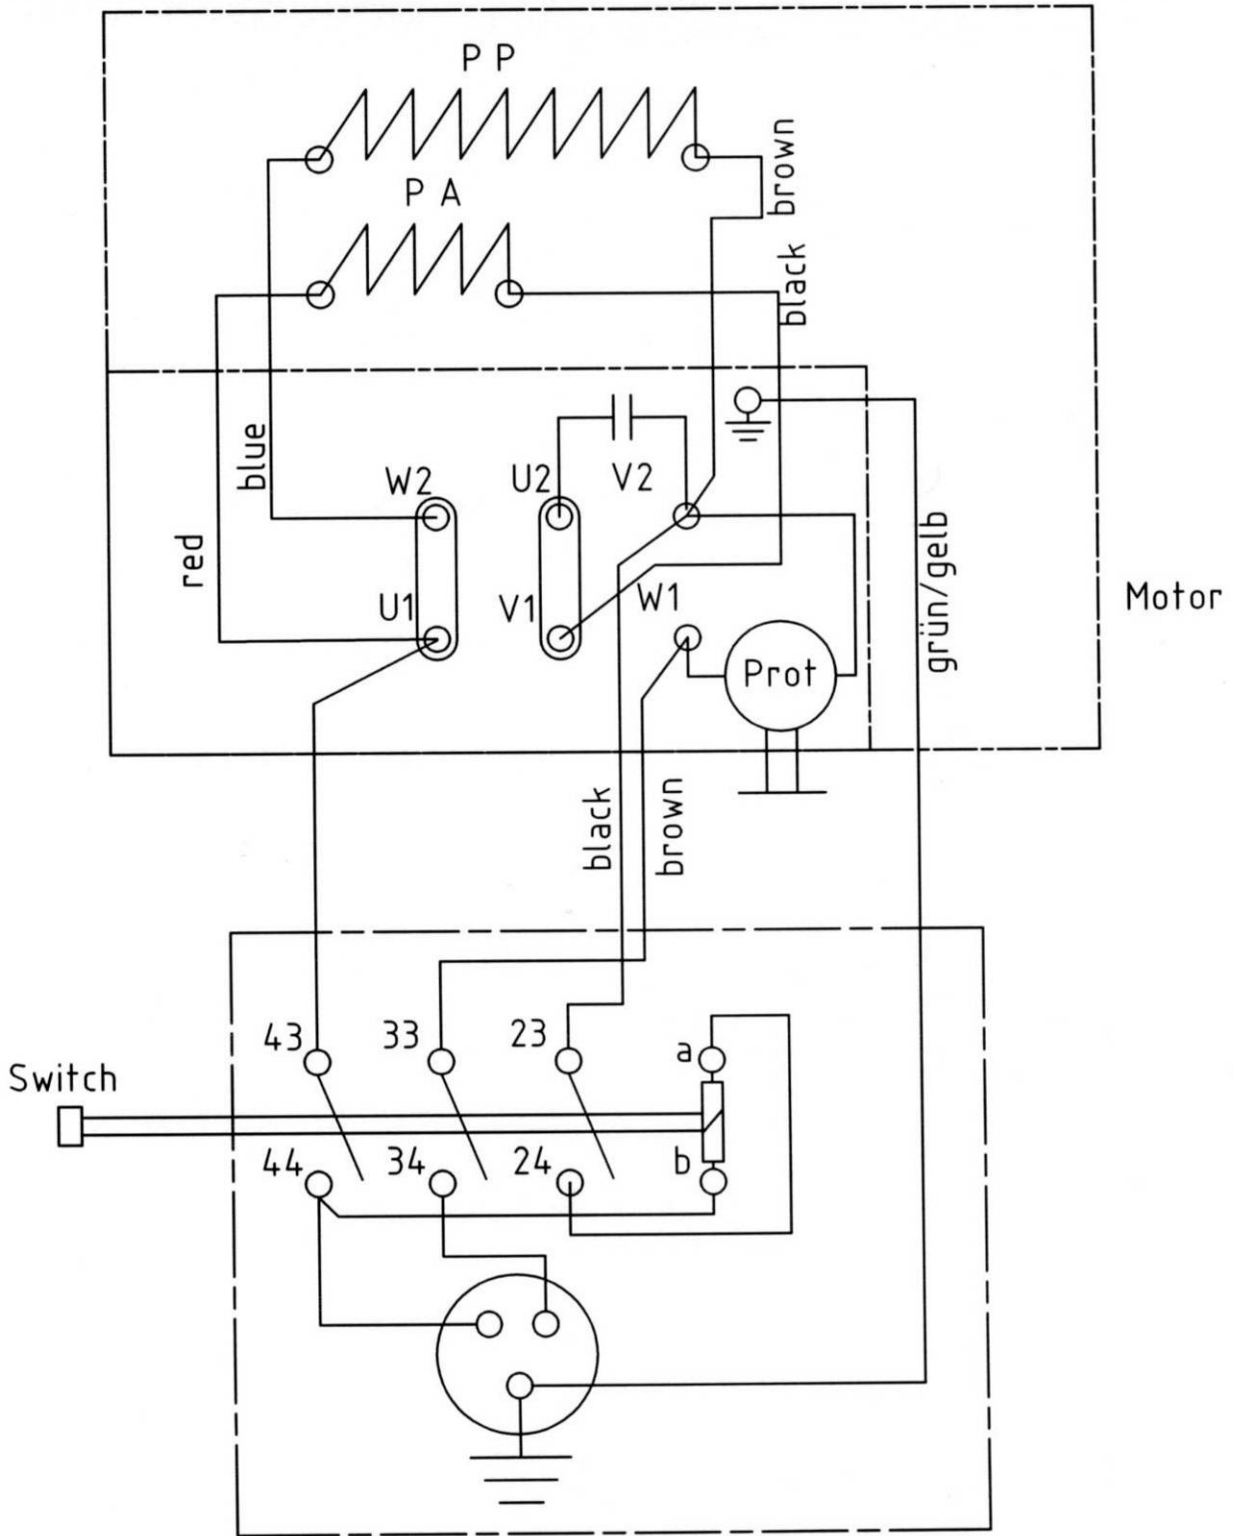 P P
brown
P A
black
blue
W2
U2
V2
red
grün/gelb
U1
V1
W1
Motor
Prot
black
brown
43
33
23
a
Switch
44
34
24
b